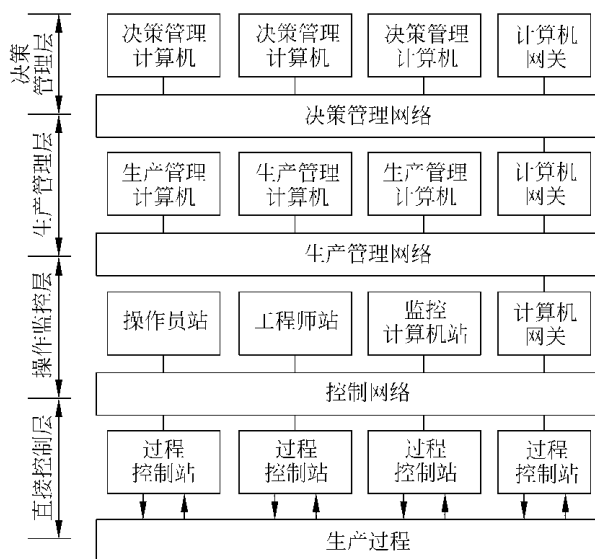 决策
管理层
决策管理
计算机
决策管理
计算机
决策管理
计算机
计算机
网关
决策管理网络
生产管理层
生产管理
计算机
生产管理
计算机
生产管理
计算机
计算机
网关
生产管理网络
操作监控层
操作员站
工程师站
监控
计算机站
计算机
网关
控制网络
直接控制层
过程
控制站
过程
控制站
过程
控制站
过程
控制站
生产过程